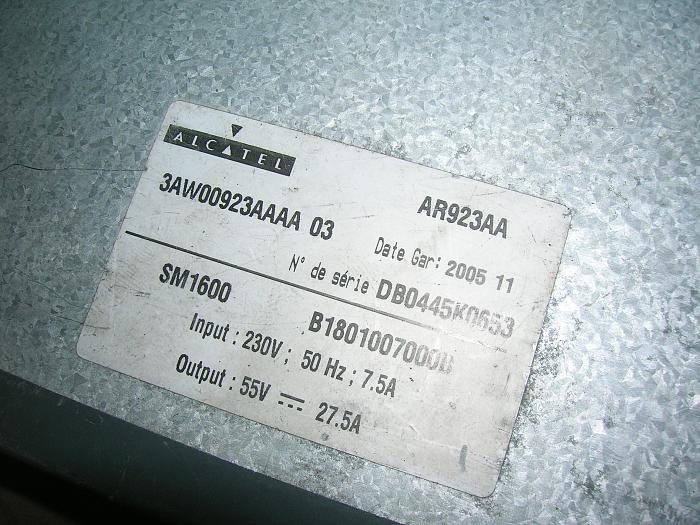 ALCATEL
3AW00923AAAA 03 AR923AA
Date Gar: 2005 11
N° de série DB0445K0653
SM1600 B1801007000B
Input : 230V ; 50 Hz ; 7.5A
Output : 55V 27.5A